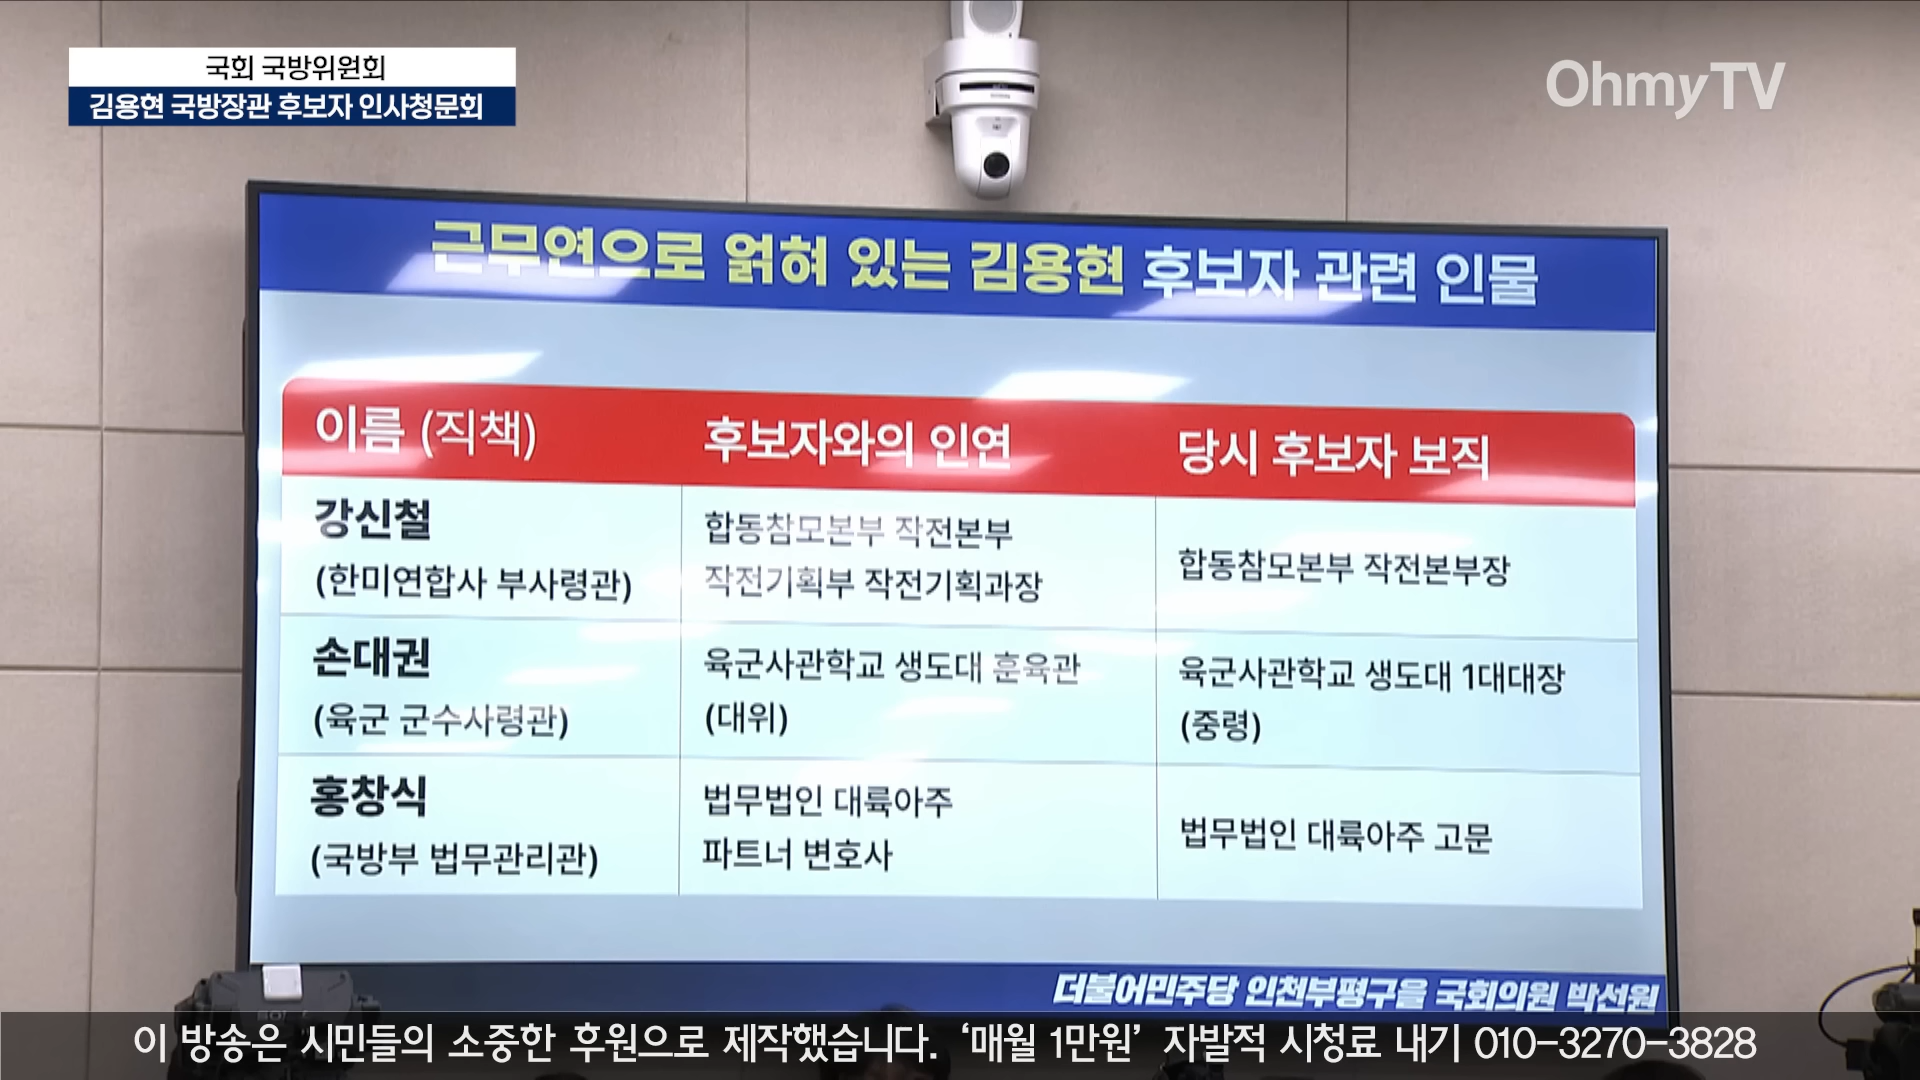 국회 국방위원회
김용현 국방장관 후보자 인사청문회
OhmyTV
근무연으로 얽혀 있는 김용현 후보자 관련 인물
이름 (직책) 후보자와의 인연 당시 후보자 보직
강신철
(한미연합사 부사령관)
합동참모본부 작전본부
작전기획부 작전기획과장
합동참모본부 작전본부장
손대권
(육군 군수사령관)
육군사관학교 생도대 훈육관
(대위)
육군사관학교 생도대 1대대장
(중령)
홍창식
(국방부 법무관리관)
법무법인 대륙아주
파트너 변호사
법무법인 대륙아주 고문
더불어민주당 인천부평구을 국회의원 박선원
이 방송은 시민들의 소중한 후원으로 제작했습니다. ‘매월 1만원’ 자발적 시청료 내기 010-3270-3828